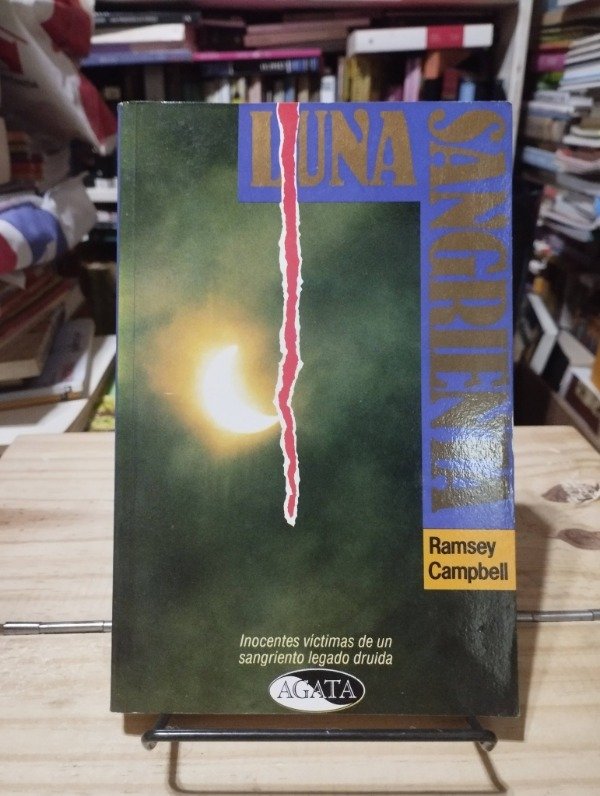 LUNA
SANGRIENTA
Ramsey
Campbell
Inocentes víctimas de un
sangriento legado druida
AGATA